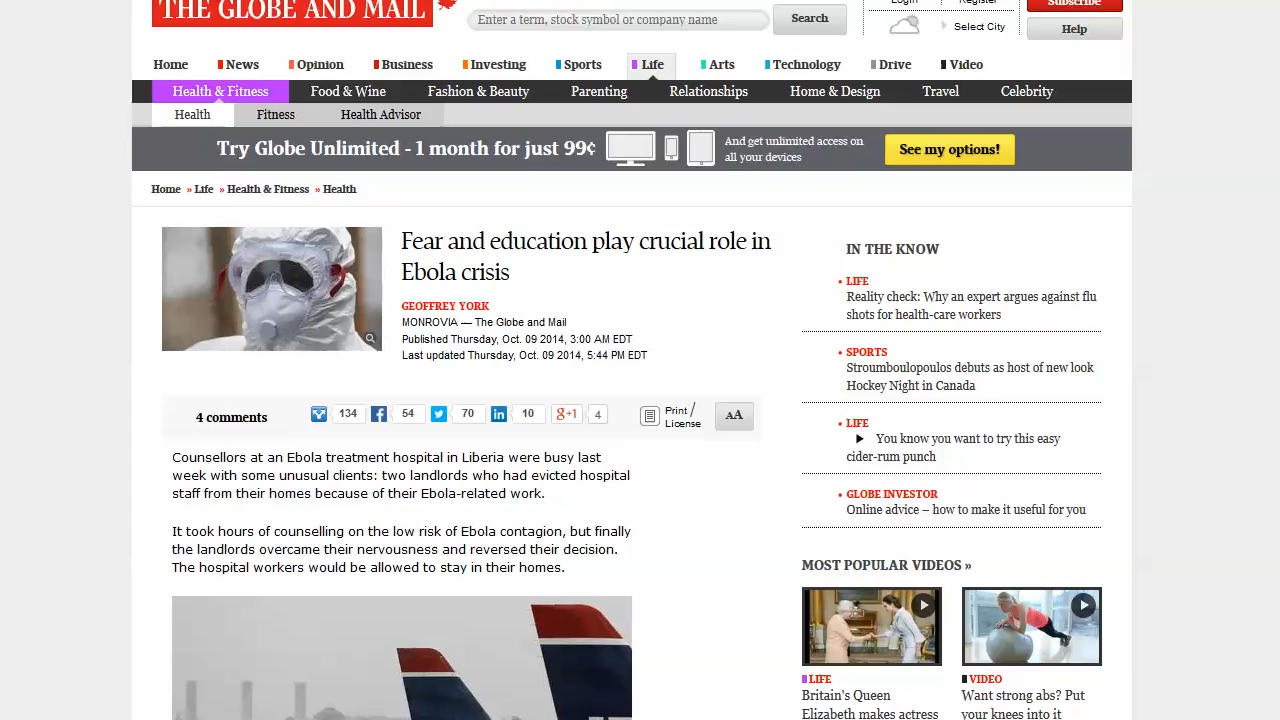 THE GLOBE AND MAIL
Enter a term, stock symbol or company name
Search
Login
Register
Subscribe
Select City
Help
Home
News
Opinion
Business
Investing
Sports
Life
Arts
Technology
Drive
Video
Health & Fitness
Food & Wine
Fashion & Beauty
Parenting
Relationships
Home & Design
Travel
Celebrity
Health
Fitness
Health Advisor
Try Globe Unlimited - 1 month for just 99¢
And get unlimited access on
all your devices
See my options!
Home » Life » Health & Fitness » Health
Fear and education play crucial role in
Ebola crisis
GEOFFREY YORK
MONROVIA — The Globe and Mail
Published Thursday, Oct. 09 2014, 3:00 AM EDT
Last updated Thursday, Oct. 09 2014, 5:44 PM EDT
4 comments
134
54
70
in
10
g+1
4
Print /
License
AA
Counsellors at an Ebola treatment hospital in Liberia were busy last
week with some unusual clients: two landlords who had evicted hospital
staff from their homes because of their Ebola-related work.
It took hours of counselling on the low risk of Ebola contagion, but finally
the landlords overcame their nervousness and reversed their decision.
The hospital workers would be allowed to stay in their homes.
IN THE KNOW
• LIFE
Reality check: Why an expert argues against flu
shots for health-care workers
• SPORTS
Stroumboulopoulos debuts as host of new look
Hockey Night in Canada
• LIFE
You know you want to try this easy
cider-rum punch
• GLOBE INVESTOR
Online advice – how to make it useful for you
MOST POPULAR VIDEOS »
LIFE
Britain's Queen
Elizabeth makes actress
VIDEO
Want strong abs? Put
your knees into it